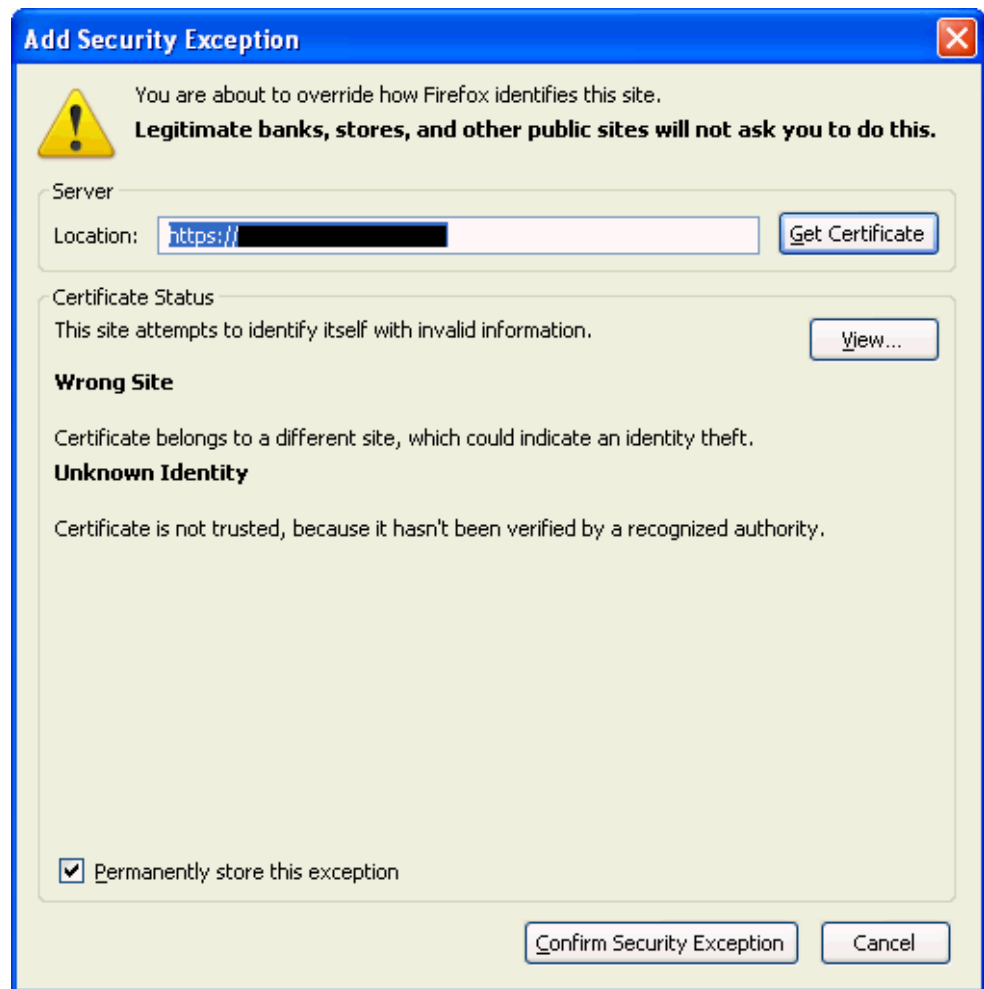 Add Security Exception
You are about to override how Firefox identifies this site.
Legitimate banks, stores, and other public sites will not ask you to do this.
Server
Location: https:// Get Certificate
Certificate Status
This site attempts to identify itself with invalid information.
View...
Wrong Site
Certificate belongs to a different site, which could indicate an identity theft.
Unknown Identity
Certificate is not trusted, because it hasn't been verified by a recognized authority.
Permanently store this exception
Confirm Security Exception Cancel